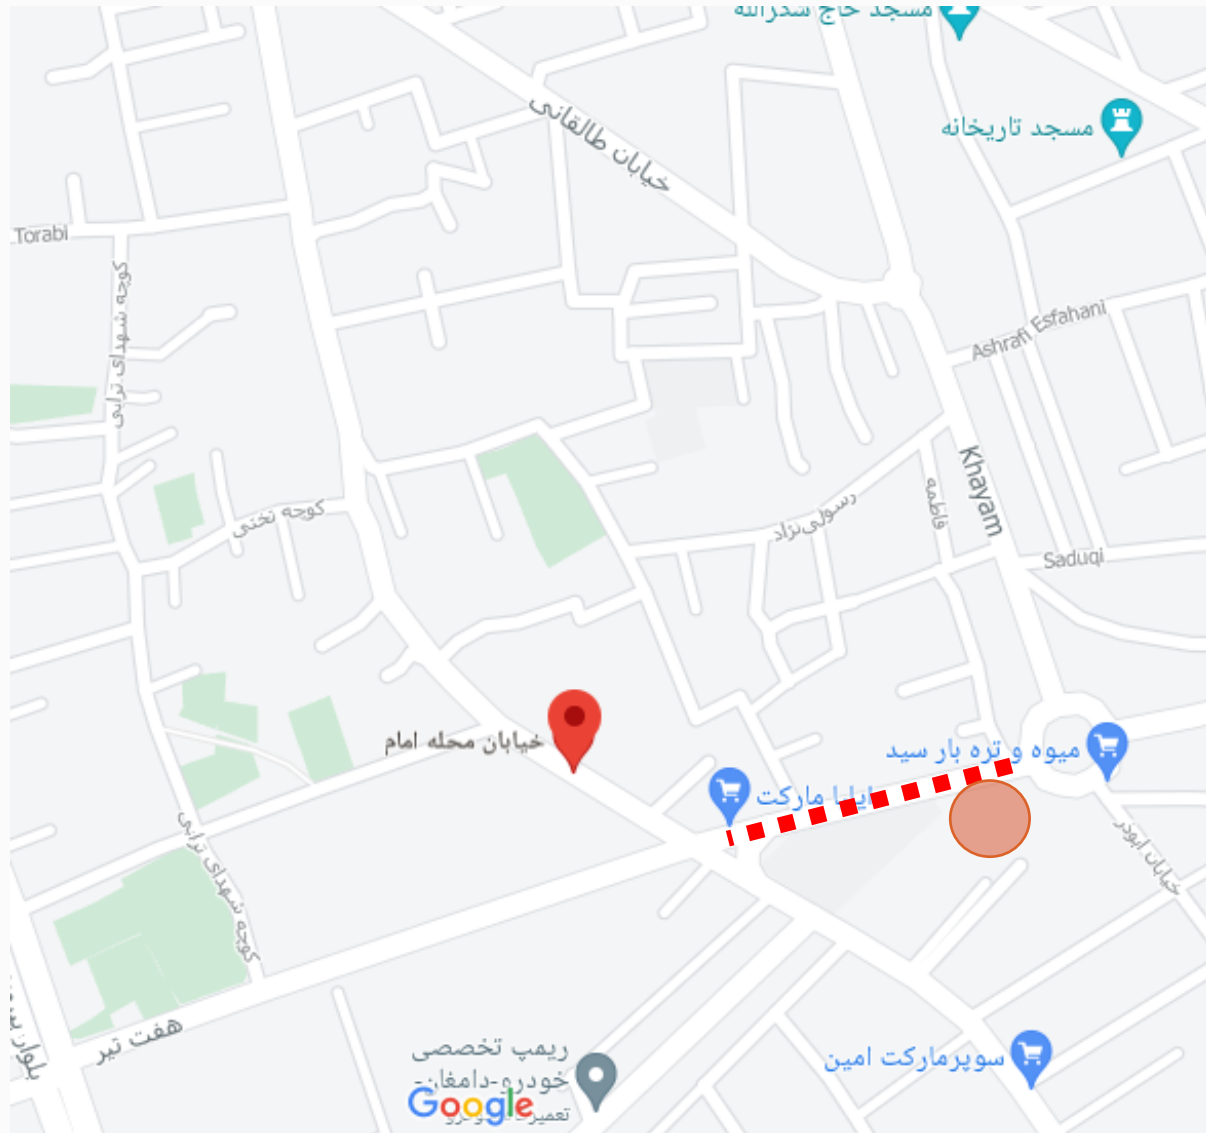 مسجد حاج شکرالله
مسجد تاریخانه
خیابان طالقانی
Torabi
کوچه شهدای ترابی
Ashrafi Esfahani
Khayam
فاطمه
رسولی‌نژاد
کوچه تختی
Saduqi
خیابان محله امام
میوه و تره بار سید
مارکت
خیابان ابوذر
کوچه شهدای ترابی
هفت تیر
بلوار
ریمپ تخصصی
خودرو-دامغان-
سوپرمارکت امین
Google